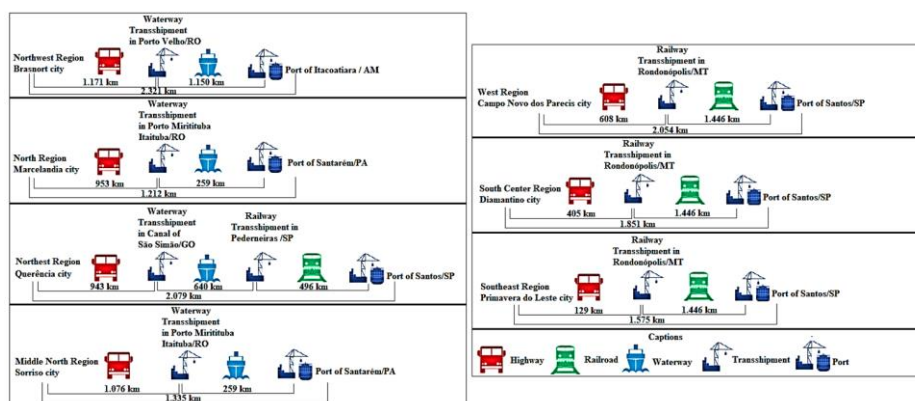 Waterway
Transshipment
in Porto Velho/RO
Northwest Region
Brasnort city
Port of Itacoatiara / AM
1.171 km
1.150 km
2.321 km
Waterway
Transshipment
in Porto Miritituba
Itaituba/RO
North Region
Marcelandia city
Port of Santarém/PA
953 km
259 km
1.212 km
Waterway
Transshipment
in Canal of
São Simão/GO
Railway
Transshipment in
Pederneiras /SP
Northest Region
Querência city
Port of Santos/SP
943 km
640 km
496 km
2.079 km
Waterway
Transshipment
in Porto Miritituba
Itaituba/RO
Middle North Region
Sorriso city
Port of Santarém/PA
1.076 km
259 km
1.335 km
Railway
Transshipment in
Rondonópolis/MT
West Region
Campo Novo dos Parecis city
Port of Santos/SP
608 km
1.446 km
2.054 km
Railway
Transshipment in
Rondonópolis/MT
South Center Region
Diamantino city
Port of Santos/SP
405 km
1.446 km
1.851 km
Railway
Transshipment in
Rondonópolis/MT
Southeast Region
Primavera do Leste city
Port of Santos/SP
129 km
1.446 km
1.575 km
Captions
Highway
Railroad
Waterway
Transshipment
Port